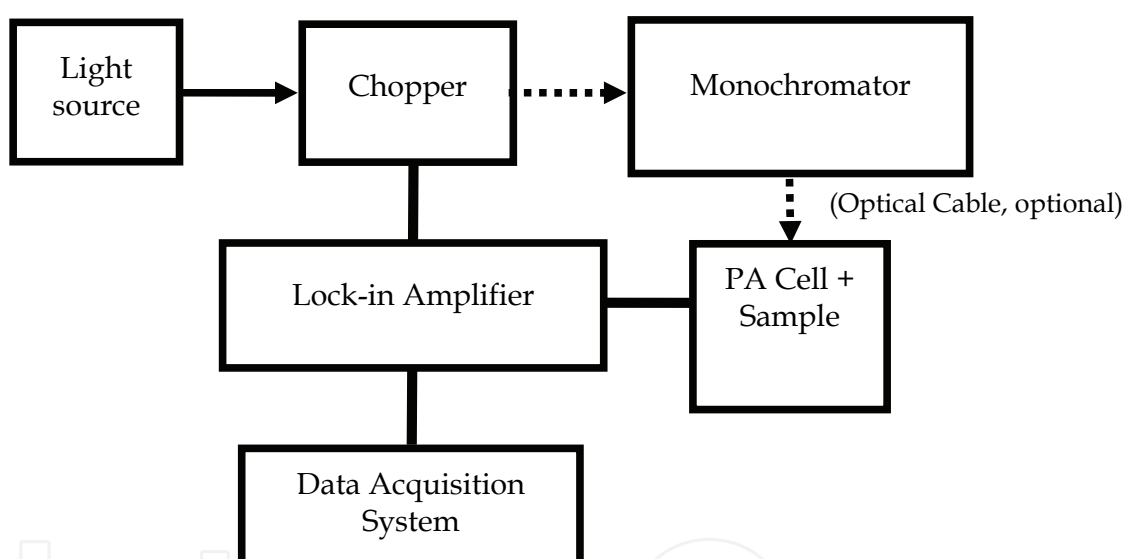 Light
source
Chopper
Monochromator
(Optical Cable, optional)
Lock-in Amplifier
PA Cell +
Sample
Data Acquisition
System